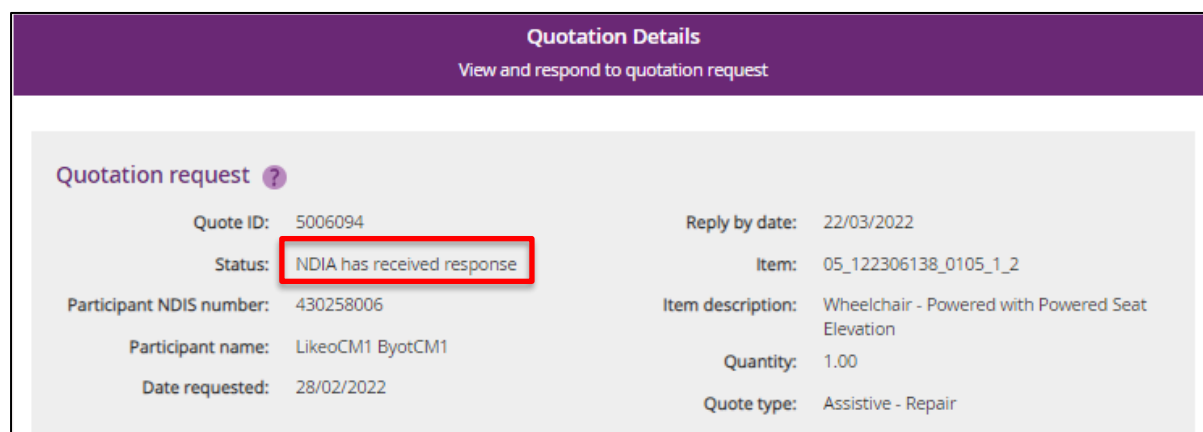 Quotation Details
View and respond to quotation request
Quotation request ?
Quote ID: 5006094
Status: NDIA has received response
Participant NDIS number: 430258006
Participant name: LikeoCM1 ByotCM1
Date requested: 28/02/2022
Reply by date: 22/03/2022
Item: 05_122306138_0105_1_2
Item description: Wheelchair - Powered with Powered Seat
Elevation
Quantity: 1.00
Quote type: Assistive - Repair